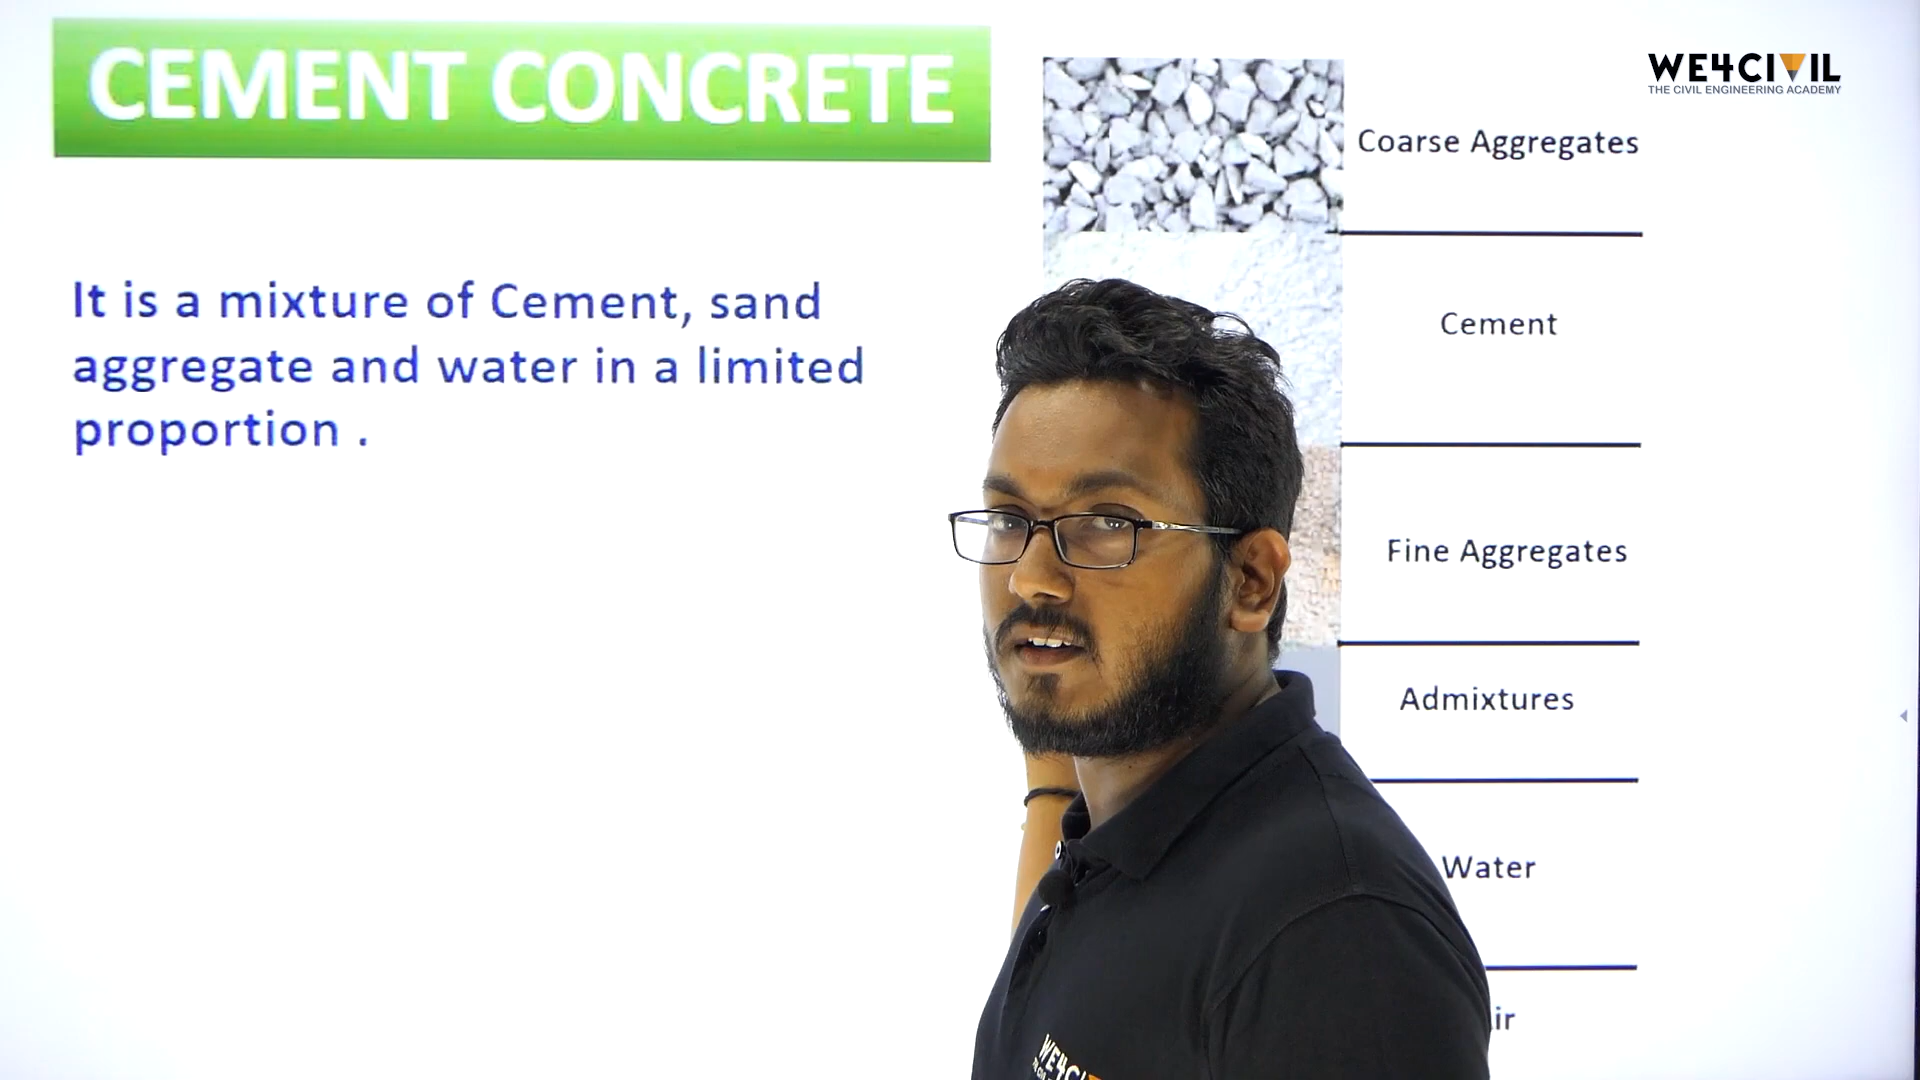 CEMENT CONCRETE
It is a mixture of Cement, sand
aggregate and water in a limited
proportion .
WE4CIVIL
THE CIVIL ENGINEERING ACADEMY
Coarse Aggregates
Cement
Fine Aggregates
Admixtures
Water